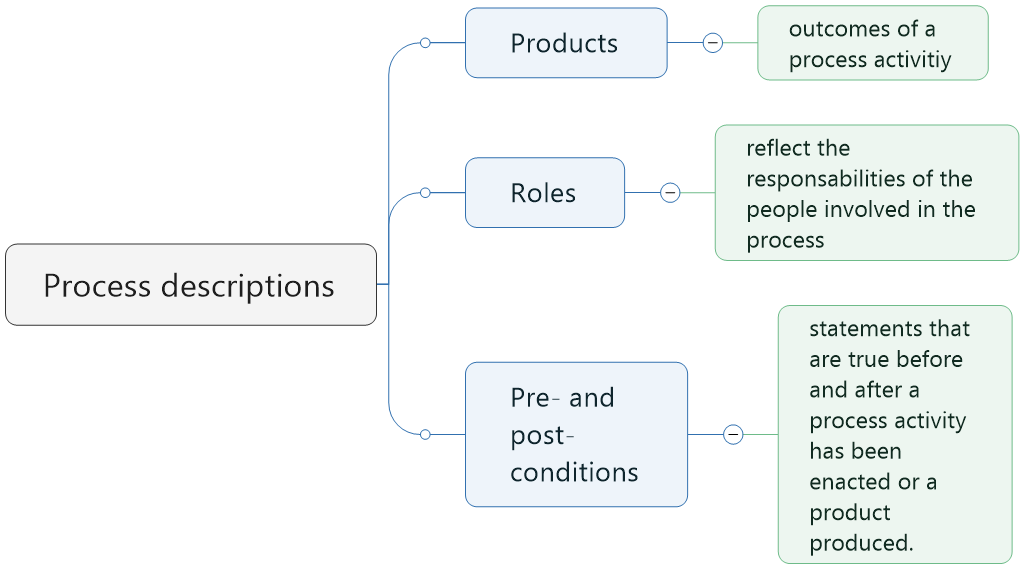 Process descriptions
Products
outcomes of a
process activitiy
Roles
reflect the
responsabilities of the
people involved in the
process
Pre- and
post-
conditions
statements that
are true before
and after a
process activity
has been
enacted or a
product
produced.